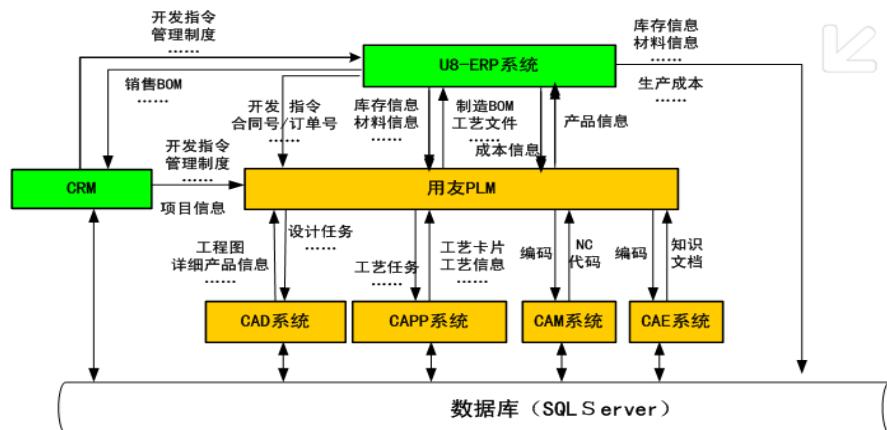 开发指令
管理制度
……
库存信息
材料信息
……
U8-ERP系统
销售BOM
……
生产成本
……
开发 指令
合同号/订单号
……
库存信息
材料信息
……
制造BOM
工艺文件
……
成本信息
产品信息
开发指令
管理制度
……
CRM
用友PLM
项目信息
工程图
详细产品信息
……
设计任务
……
工艺任务
……
工艺卡片
工艺信息
……
编码
NC
代码
编码
知识
文档
CAD系统
CAPP系统
CAM系统
CAE系统
数据库（SQLServer）